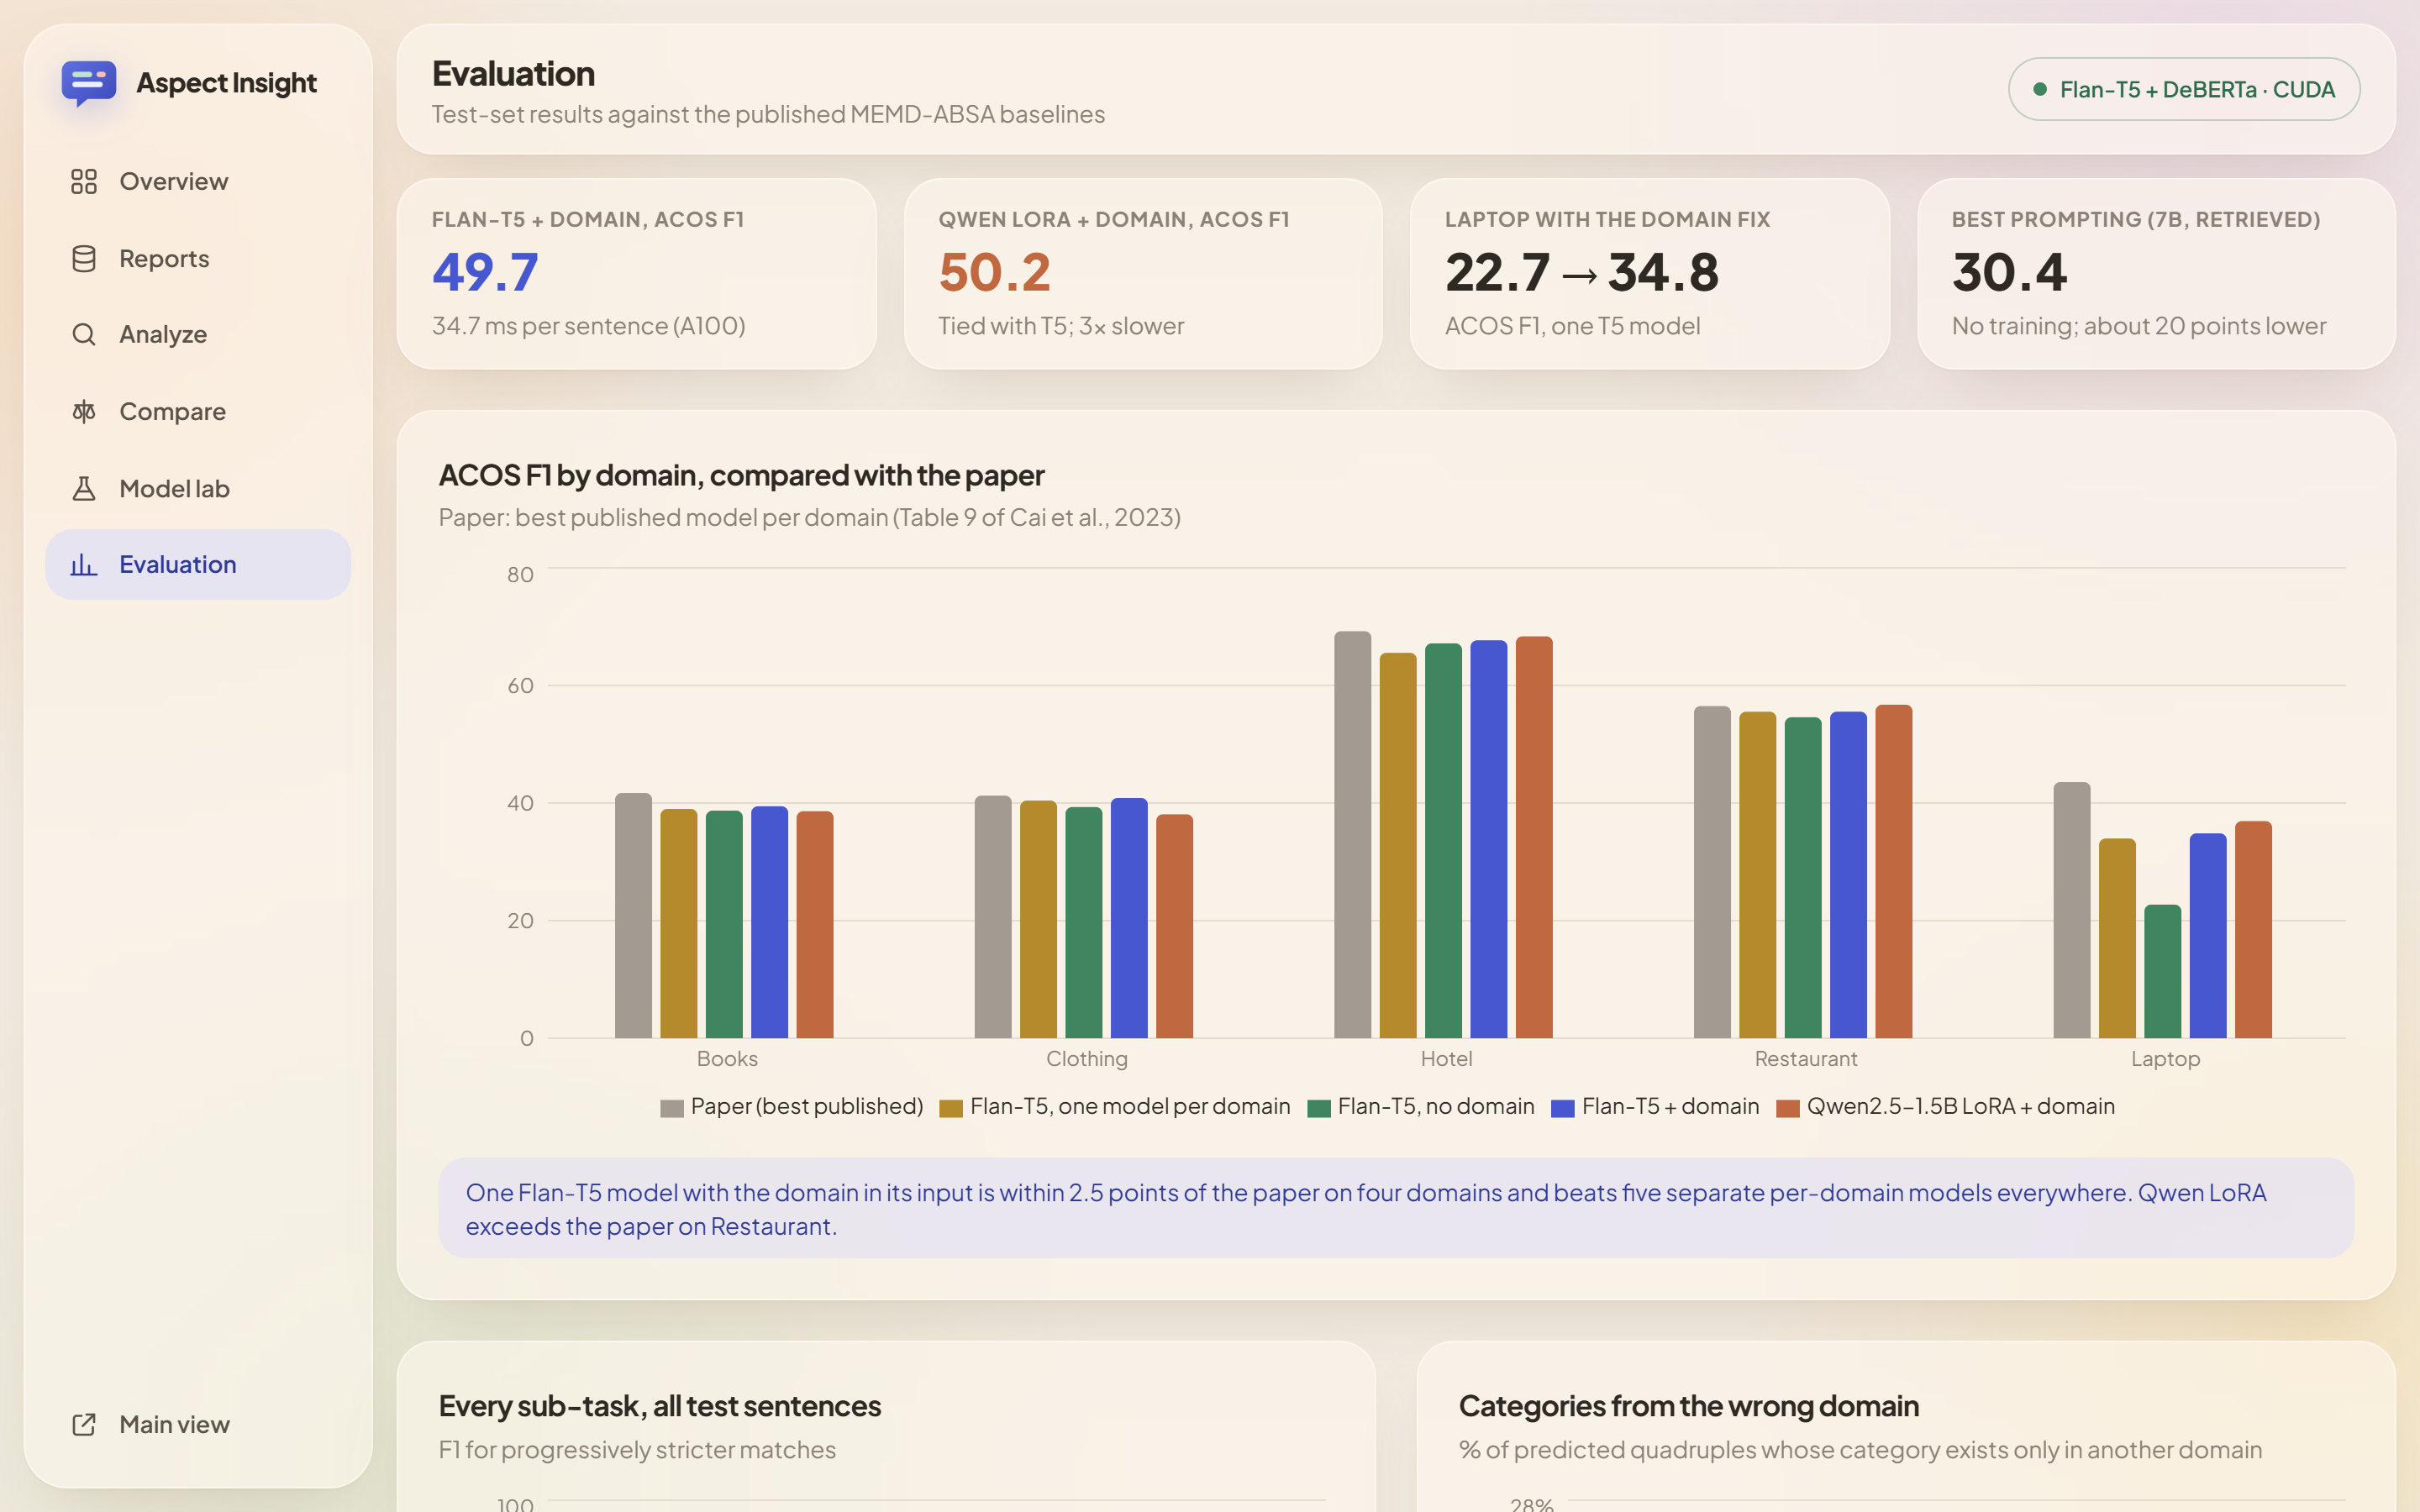 Aspect Insight
Overview
Reports
Analyze
Compare
Model lab
Evaluation
Main view
Evaluation
Test-set results against the published MEMD-ABSA baselines
Flan-T5 + DeBERTa · CUDA
FLAN-T5 + DOMAIN, ACOS F1
49.7
34.7 ms per sentence (A100)
QWEN LORA + DOMAIN, ACOS F1
50.2
Tied with T5; 3× slower
LAPTOP WITH THE DOMAIN FIX
22.7 → 34.8
ACOS F1, one T5 model
BEST PROMPTING (7B, RETRIEVED)
30.4
No training; about 20 points lower
ACOS F1 by domain, compared with the paper
Paper: best published model per domain (Table 9 of Cai et al., 2023)
80
60
40
20
0
Books Clothing Hotel Restaurant Laptop
Paper (best published) Flan-T5, one model per domain Flan-T5, no domain Flan-T5 + domain Qwen2.5-1.5B LoRA + domain
One Flan-T5 model with the domain in its input is within 2.5 points of the paper on four domains and beats five separate per-domain models everywhere. Qwen LoRA
exceeds the paper on Restaurant.
Every sub-task, all test sentences
F1 for progressively stricter matches
100
Categories from the wrong domain
% of predicted quadruples whose category exists only in another domain
28%